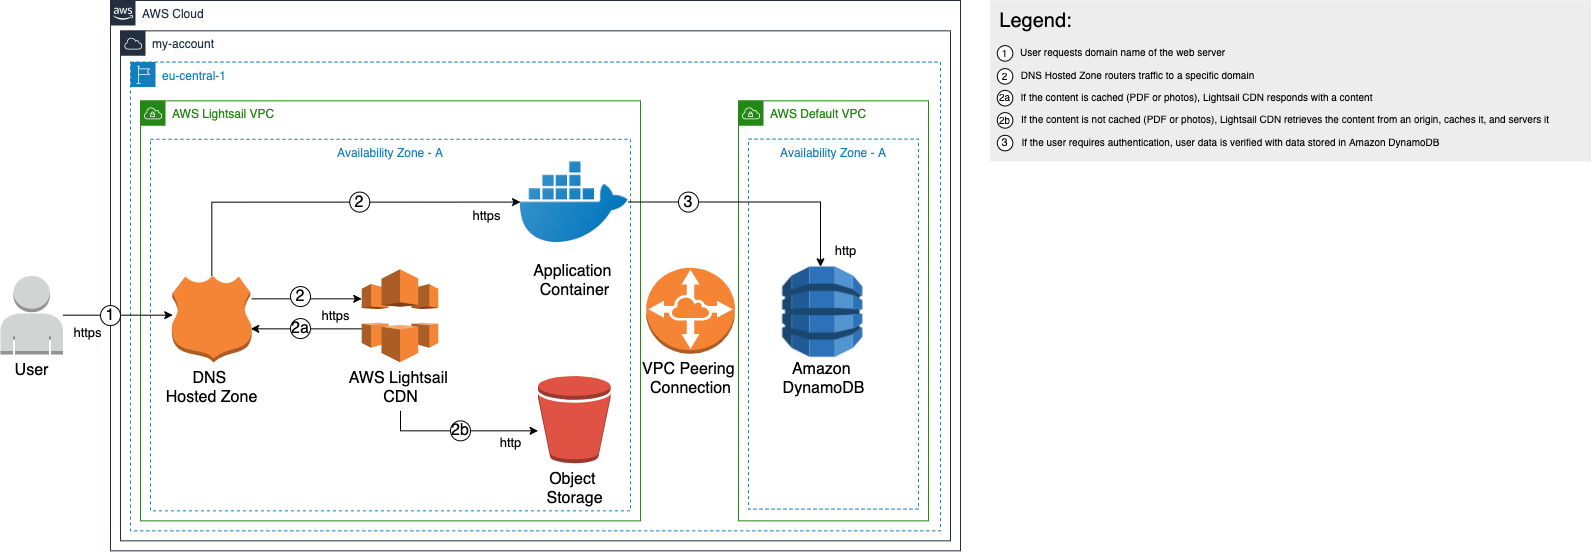 aws
AWS Cloud
my-account
eu-central-1
AWS Lightsail VPC
Availability Zone - A
AWS Default VPC
Availability Zone - A
2
https
3
http
Application
Container
1
https
User
2
https
2a
DNS
Hosted Zone
AWS Lightsail
CDN
2b
http
Object
Storage
VPC Peering
Connection
Amazon
DynamoDB
Legend:
1 User requests domain name of the web server
2 DNS Hosted Zone routers traffic to a specific domain
2a If the content is cached (PDF or photos), Lightsail CDN responds with a content
2b If the content is not cached (PDF or photos), Lightsail CDN retrieves the content from an origin, caches it, and servers it
3 If the user requires authentication, user data is verified with data stored in Amazon DynamoDB